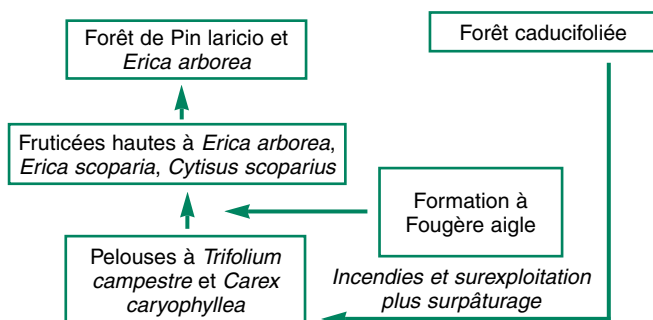 Forêt de Pin laricio et
Erica arborea
Forêt caducifoliée
Fruticées hautes à Erica arborea,
Erica scoparia, Cytisus scoparius
Formation à
Fougère aigle
Pelouses à Trifolium
campestre et Carex
caryophyllea
Incendies et surexploitation
plus surpâturage